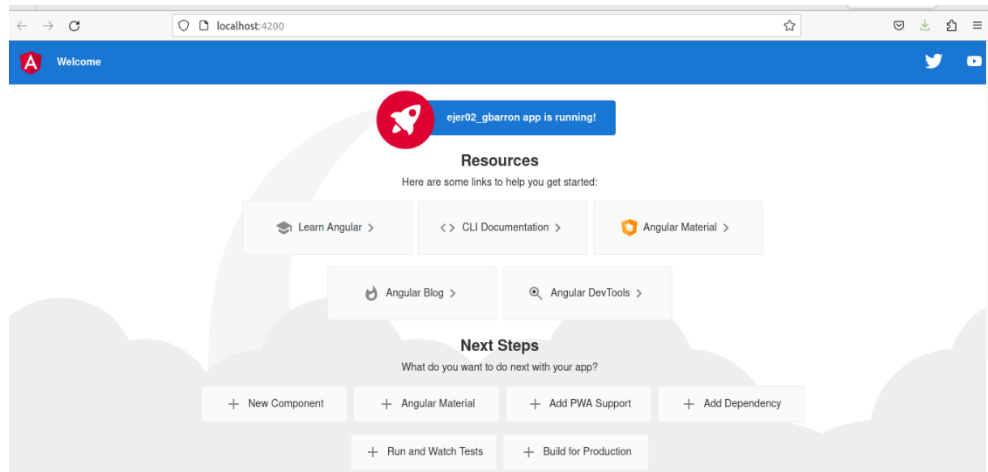 localhost:4200
A Welcome
ejer02_gbarron app is running!
Resources
Here are some links to help you get started:
Learn Angular
<> CLI Documentation
Angular Material
Angular Blog
Angular DevTools
Next Steps
What do you want to do next with your app?
+ New Component
+ Angular Material
+ Add PWA Support
+ Add Dependency
+ Run and Watch Tests
+ Build for Production